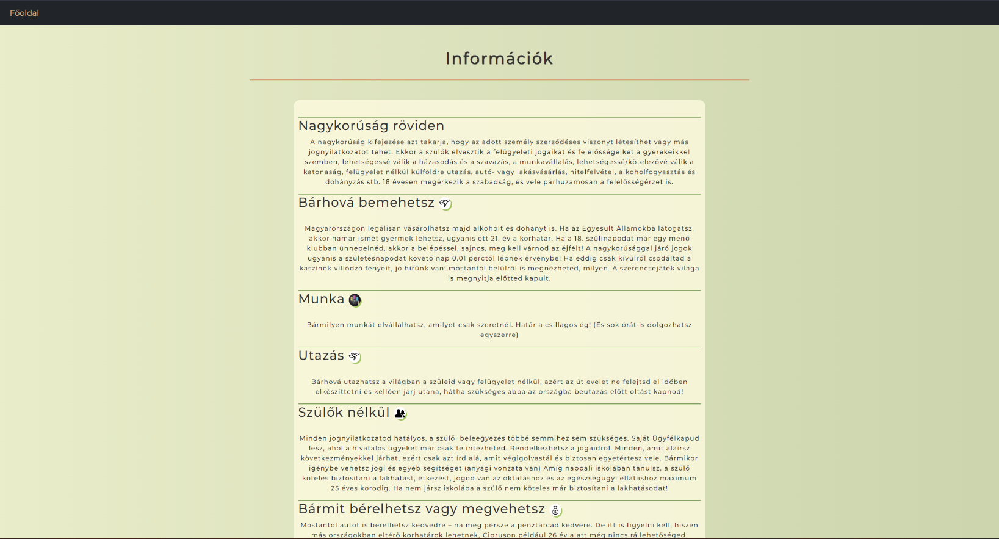 Főoldal
Információk
Nagykorúság röviden
A nagykorúság kifejezése azt takarja, hogy az adott személy szerződéses viszonyt létesíthet vagy más
jognyilatkozatot tehet. Ekkor a szülők elvesztik a felügyeleti jogaikat és felelősségeiket a gyerekeikkel
szemben, lehetségessé válik a házasodás és a szavazás, a munkavállalás, lehetségessé/kötelezővé válik a
katonaság, felügyelet nélkül külföldre utazás, autó- vagy lakásvásárlás, hitelfelvétel, alkoholfogyasztás és
dohányzás stb. 18 évesen megérkezik a szabadság, és vele párhuzamosan a felelősségérzet is.
Bárhová bemehetsz
Magyarországon legálisan vásárolhatsz majd alkoholt és dohányt is. Ha az Egyesült Államokba látogatsz,
akkor hamar ismét gyermek lehetsz, ugyanis ott 21. év a korhatár. Ha a 18. szülinapodat már egy menő
klubban ünnepelnéd, akkor a belépéssel, sajnos, meg kell várnod az éjfélt! A nagykorúsággal járó jogok
ugyanis a születésnapodat követő nap 0.01 perctől lépnek érvénybe! Ha eddig csak kívülről csodáltad a
kaszinók villódzó fényeit, jó hírünk van: mostantól belülről is megnézheted, milyen. A szerencsejáték világa
is megnyitja előtted kapuit.
Munka
Bármilyen munkát elvállalhatsz, amilyet csak szeretnél. Határ a csillagos ég! (És sok órát is dolgozhatsz
egyszerre)
Utazás
Bárhová utazhatsz a világban a szüleid vagy felügyelet nélkül, azért az útlevelet ne felejtsd el időben
elkészíttetni és kellően járj utána, hátha szükséges abba az országba beutazás előtt oltást kapnod!
Szülők nélkül
Minden jognyilatkozatod hatályos, a szülői beleegyezés többé semmihez sem szükséges. Saját Ügyfélkapud
lesz, ahol a hivatalos ügyeket már csak te intézheted. Rendelkezhetsz a jogaidról. Minden, amit aláírsz
következményekkel járhat, ezért csak azt írd alá, amit végigolvastál és biztosan egyetértesz vele. Bármikor
igénybe vehetsz jogi és egyéb segítséget (anyagi vonzata van) Amíg nappali iskolában tanulsz, a szülő
köteles biztosítani a lakhatást, étkezést, jogod van az oktatáshoz és az egészségügyi ellátáshoz maximum
25 éves korodig. Ha nem jársz iskolába a szülő nem köteles már biztosítani a lakhatásodat!
Bármit bérelhetsz vagy megvehetsz
Mostantól autót is bérelhetsz kedvedre – na meg persze a pénztárcád kedvére. De itt is figyelni kell, hiszen
más országokban eltérő korhatárok lehetnek, Cipruson például 26 év alatt még nincs rá lehetőséged.